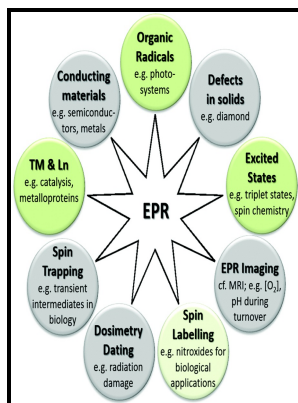 Organic
Radicals
e.g. photo-
systems
Defects
in solids
e.g. diamond
Excited
States
e.g. triplet states,
spin chemistry
EPR Imaging
cf. MRI; e.g. [O₂],
pH during
turnover
Spin
Labelling
e.g. nitroxides for
biological
applications
Dosimetry
Dating
e.g. radiation
damage
Spin
Trapping
e.g. transient
intermediates in
biology
TM & Ln
e.g. catalysis,
metalloproteins
Conducting
materials
e.g. semiconduc-
tors, metals
EPR